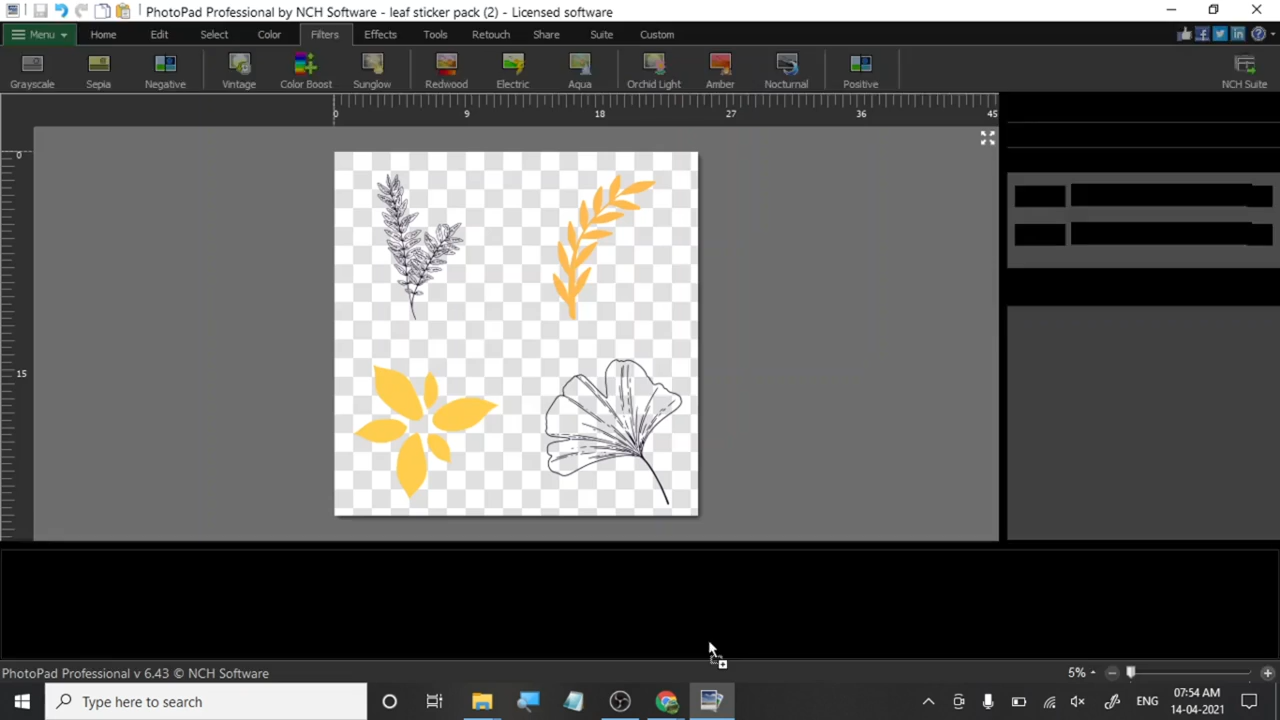 PhotoPad Professional by NCH Software - leaf sticker pack (2) - Licensed software
Menu Home Edit Select Color Filters Effects Tools Retouch Share Suite Custom
Grayscale Sepia Negative Vintage Color Boost Sunglow Redwood Electric Aqua Orchid Light Amber Nocturnal Positive NCH Suite
0 9 18 27 36 45
0
15
PhotoPad Professional v 6.43 © NCH Software 5%
Type here to search ENG 07:54 AM
14-04-2021